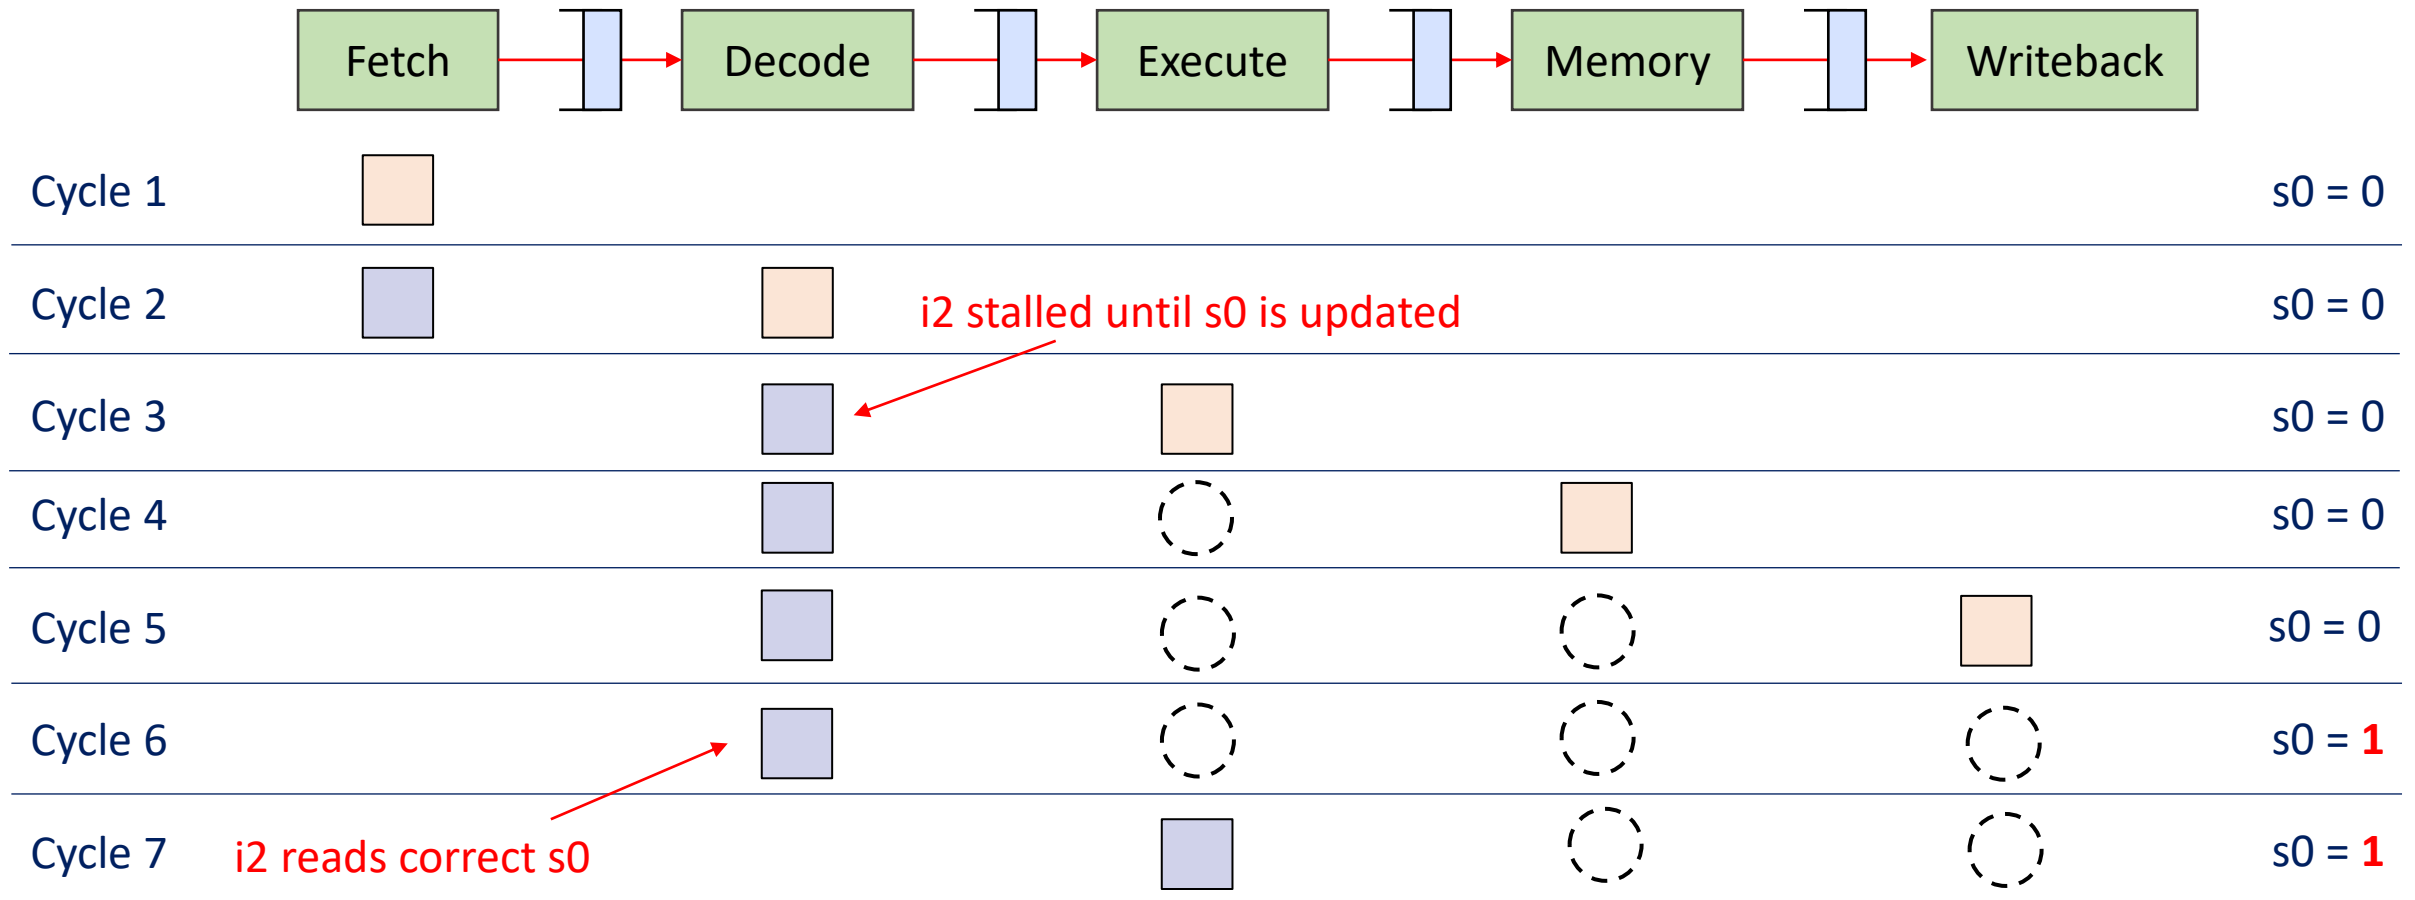 Fetch Decode Execute Memory Writeback
Cycle 1 s0 = 0
Cycle 2 i2 stalled until s0 is updated s0 = 0
Cycle 3 s0 = 0
Cycle 4 s0 = 0
Cycle 5 s0 = 0
Cycle 6 s0 = 1
Cycle 7 i2 reads correct s0 s0 = 1